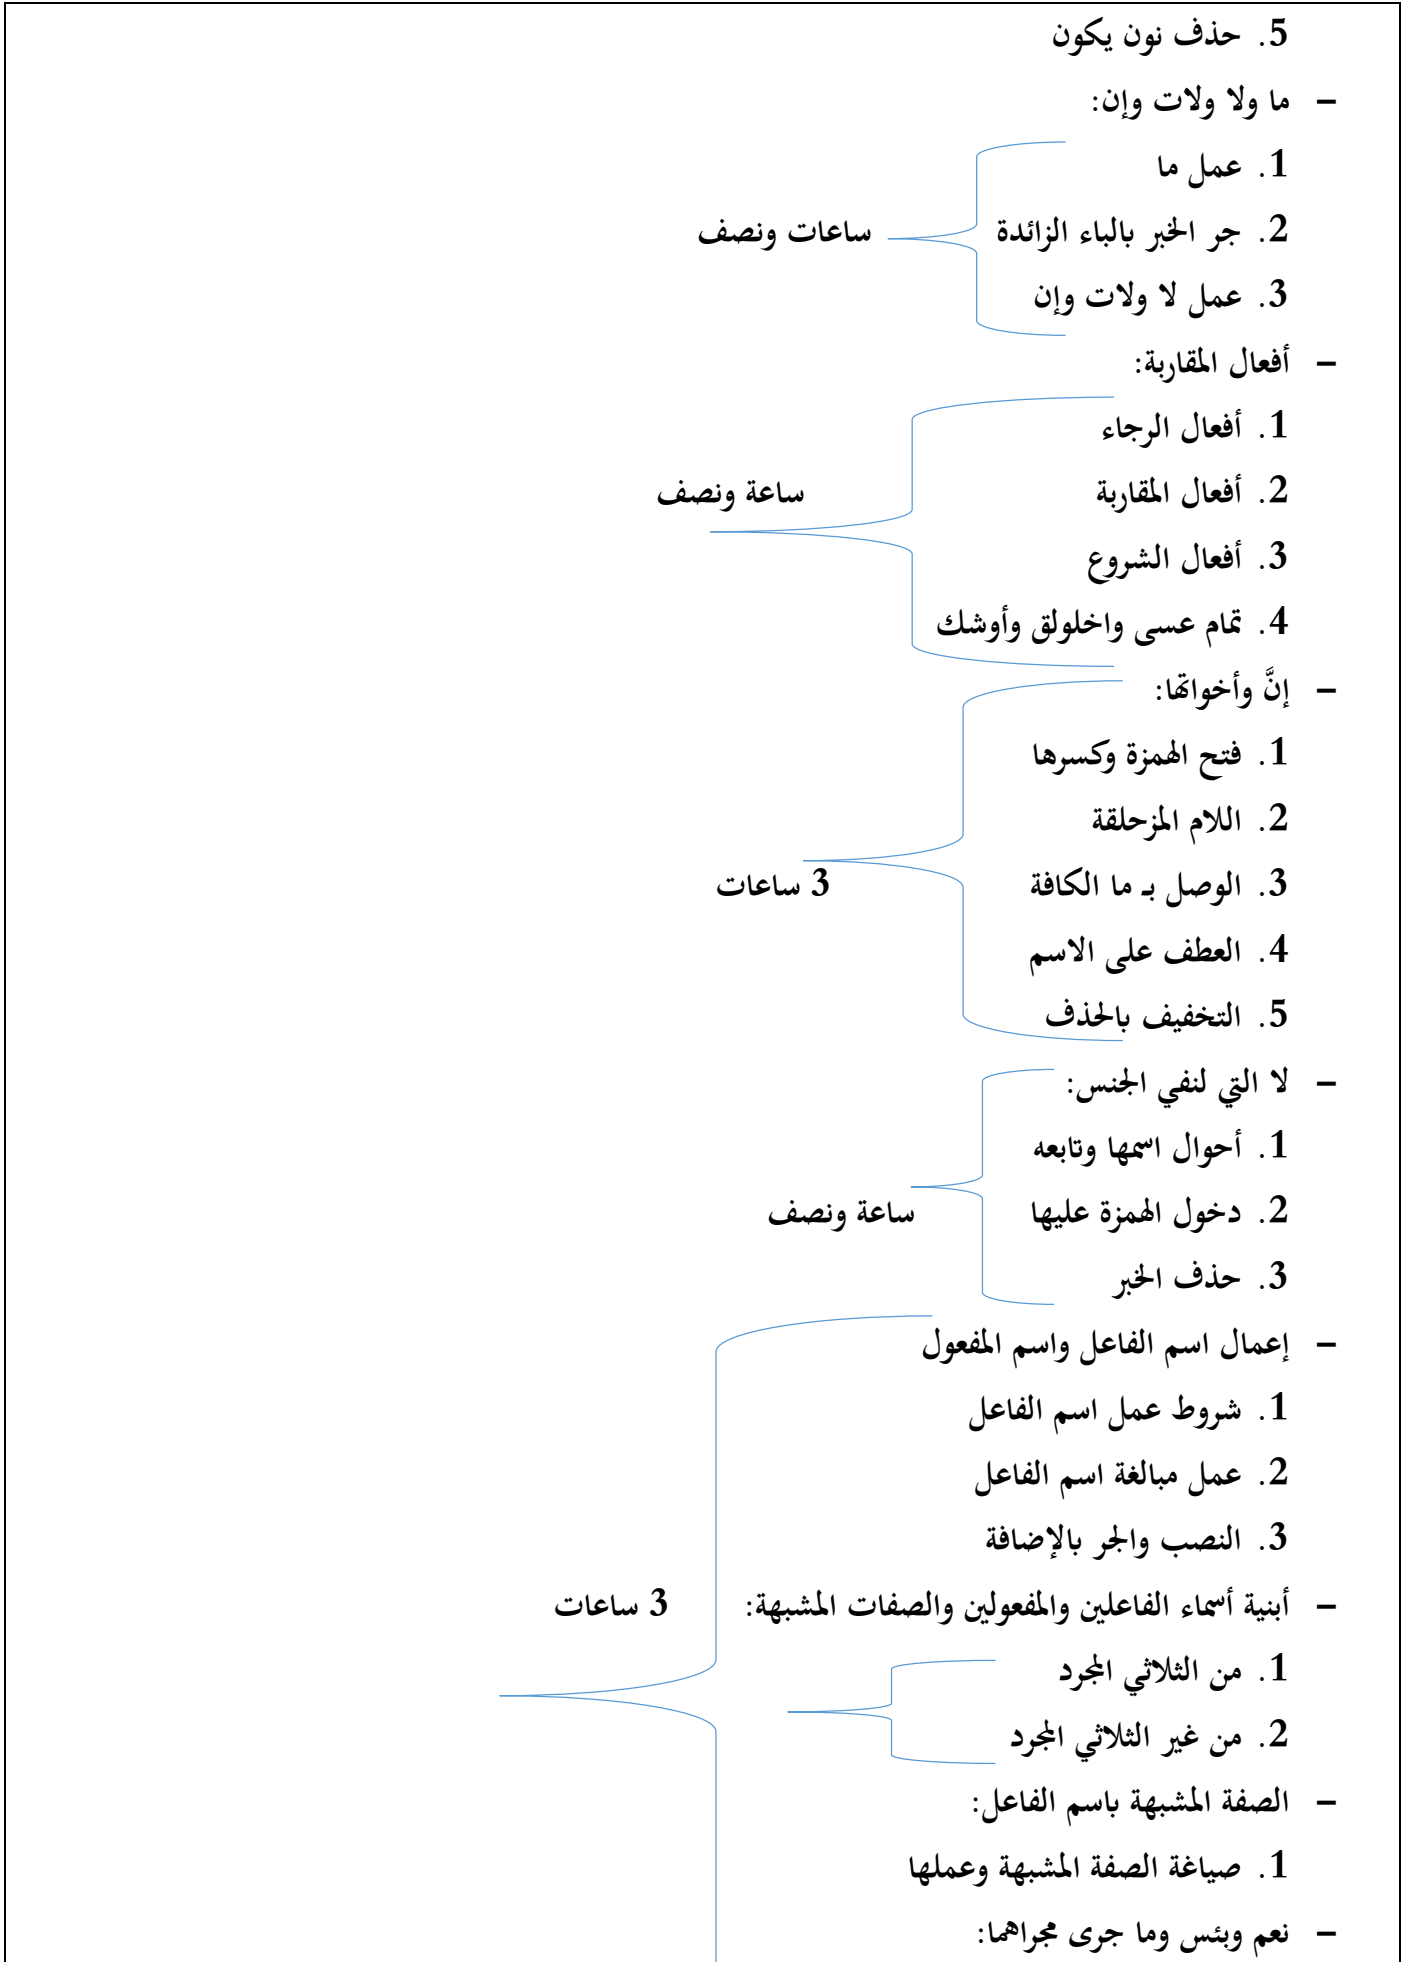 5. حذف نون يكون
– ما ولا ولات وإن:
1. عمل ما
2. جر الخبر بالباء الزائدة ساعات ونصف
3. عمل لا ولات وإن
– أفعال المقاربة:
1. أفعال الرجاء
2. أفعال المقاربة ساعة ونصف
3. أفعال الشروع
4. تمام عسى واخلولق وأوشك
– إنَّ وأخواتها:
1. فتح الهمزة وكسرها
2. اللام المزحلقة
3. الوصل بـ ما الكافة 3 ساعات
4. العطف على الاسم
5. التخفيف بالحذف
– لا التي لنفي الجنس:
1. أحوال اسمها وتابعه
2. دخول الهمزة عليها ساعة ونصف
3. حذف الخبر
– إعمال اسم الفاعل واسم المفعول
1. شروط عمل اسم الفاعل
2. عمل مبالغة اسم الفاعل
3. النصب والجر بالإضافة
– أبنية أسماء الفاعلين والمفعولين والصفات المشبهة: 3 ساعات
1. من الثلاثي المجرد
2. من غير الثلاثي المجرد
– الصفة المشبهة باسم الفاعل:
1. صياغة الصفة المشبهة وعملها
– نعم وبئس وما جرى مجراهما: